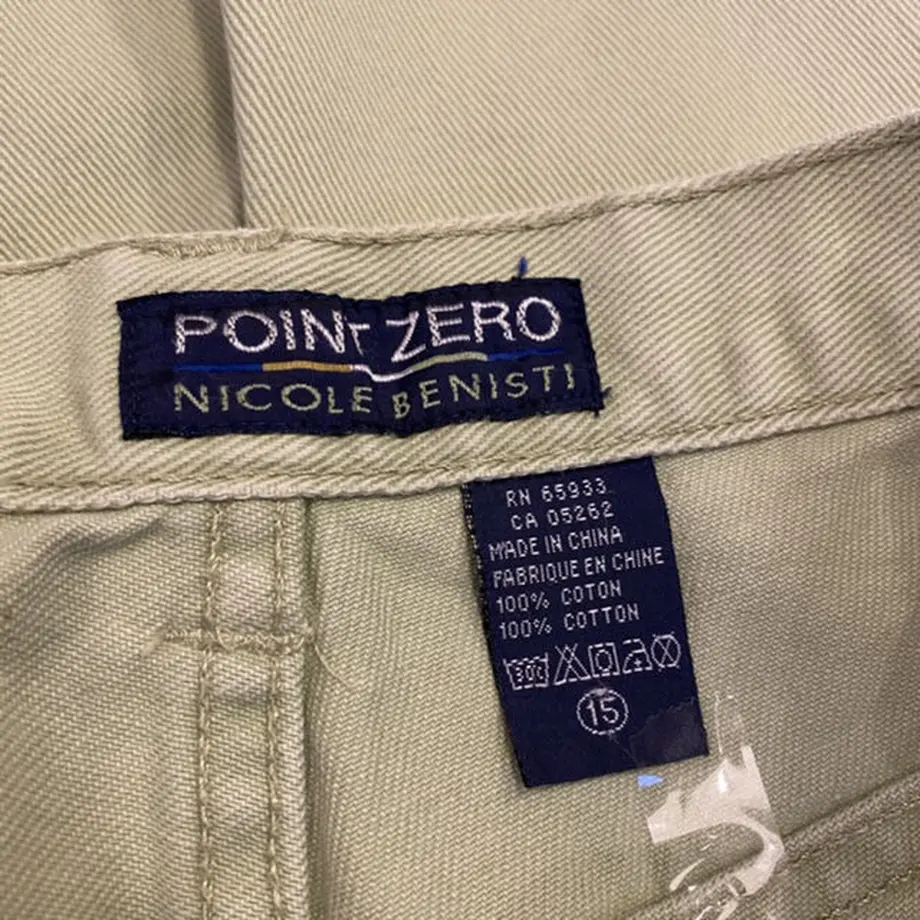 POINT ZERO
NICOLE BENISTI
RN 65933
CA 05262
MADE IN CHINA
FABRIQUE EN CHINE
100% COTON
100% COTTON
30C
15